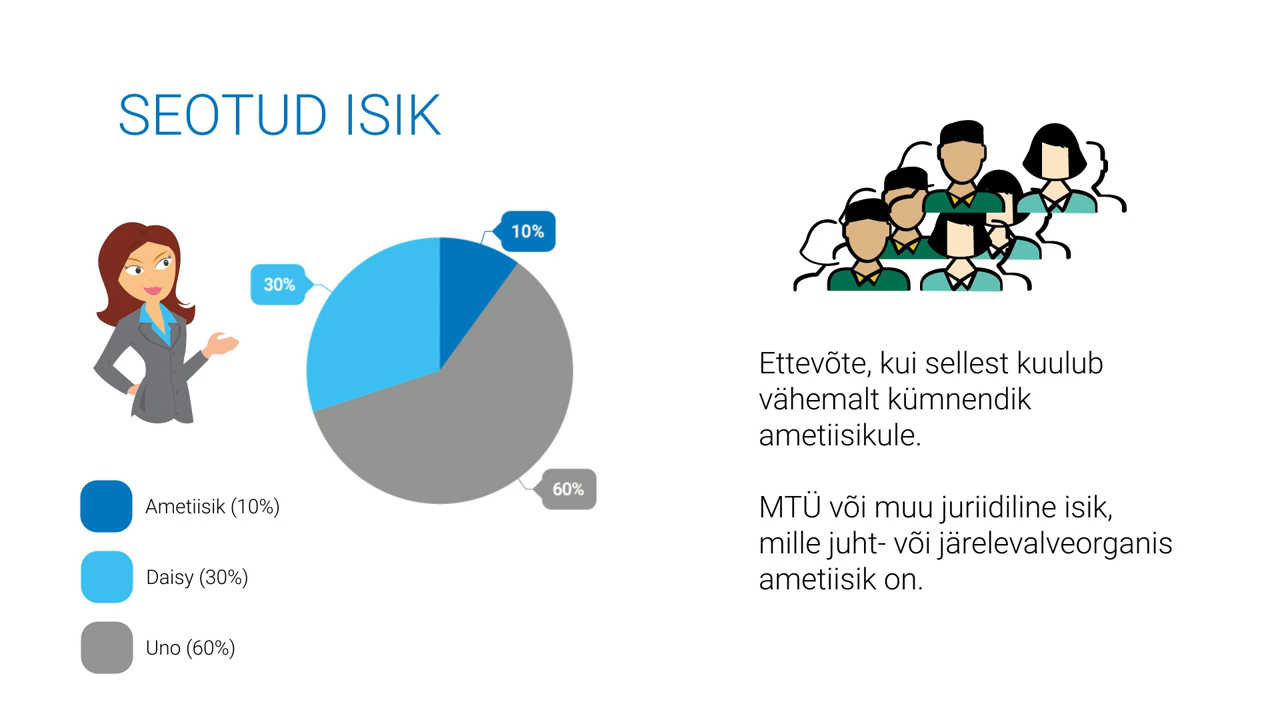 SEOTUD ISIK
10%
30%
60%
Ametiisik (10%)
Daisy (30%)
Uno (60%)
Ettevõte, kui sellest kuulub
vähemalt kümnendik
ametiisikule.
MTÜ või muu juriidiline isik,
mille juht- või järelevalveorganis
ametiisik on.